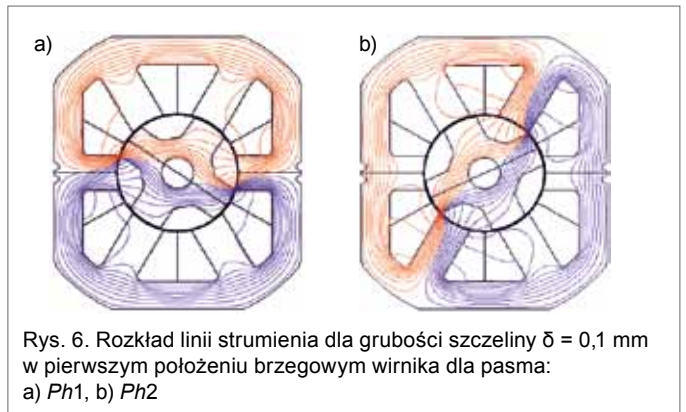 a)
b)
Rys. 6. Rozkład linii strumienia dla grubości szczeliny δ = 0,1 mm
w pierwszym położeniu brzegowym wirnika dla pasma:
a) Ph1, b) Ph2